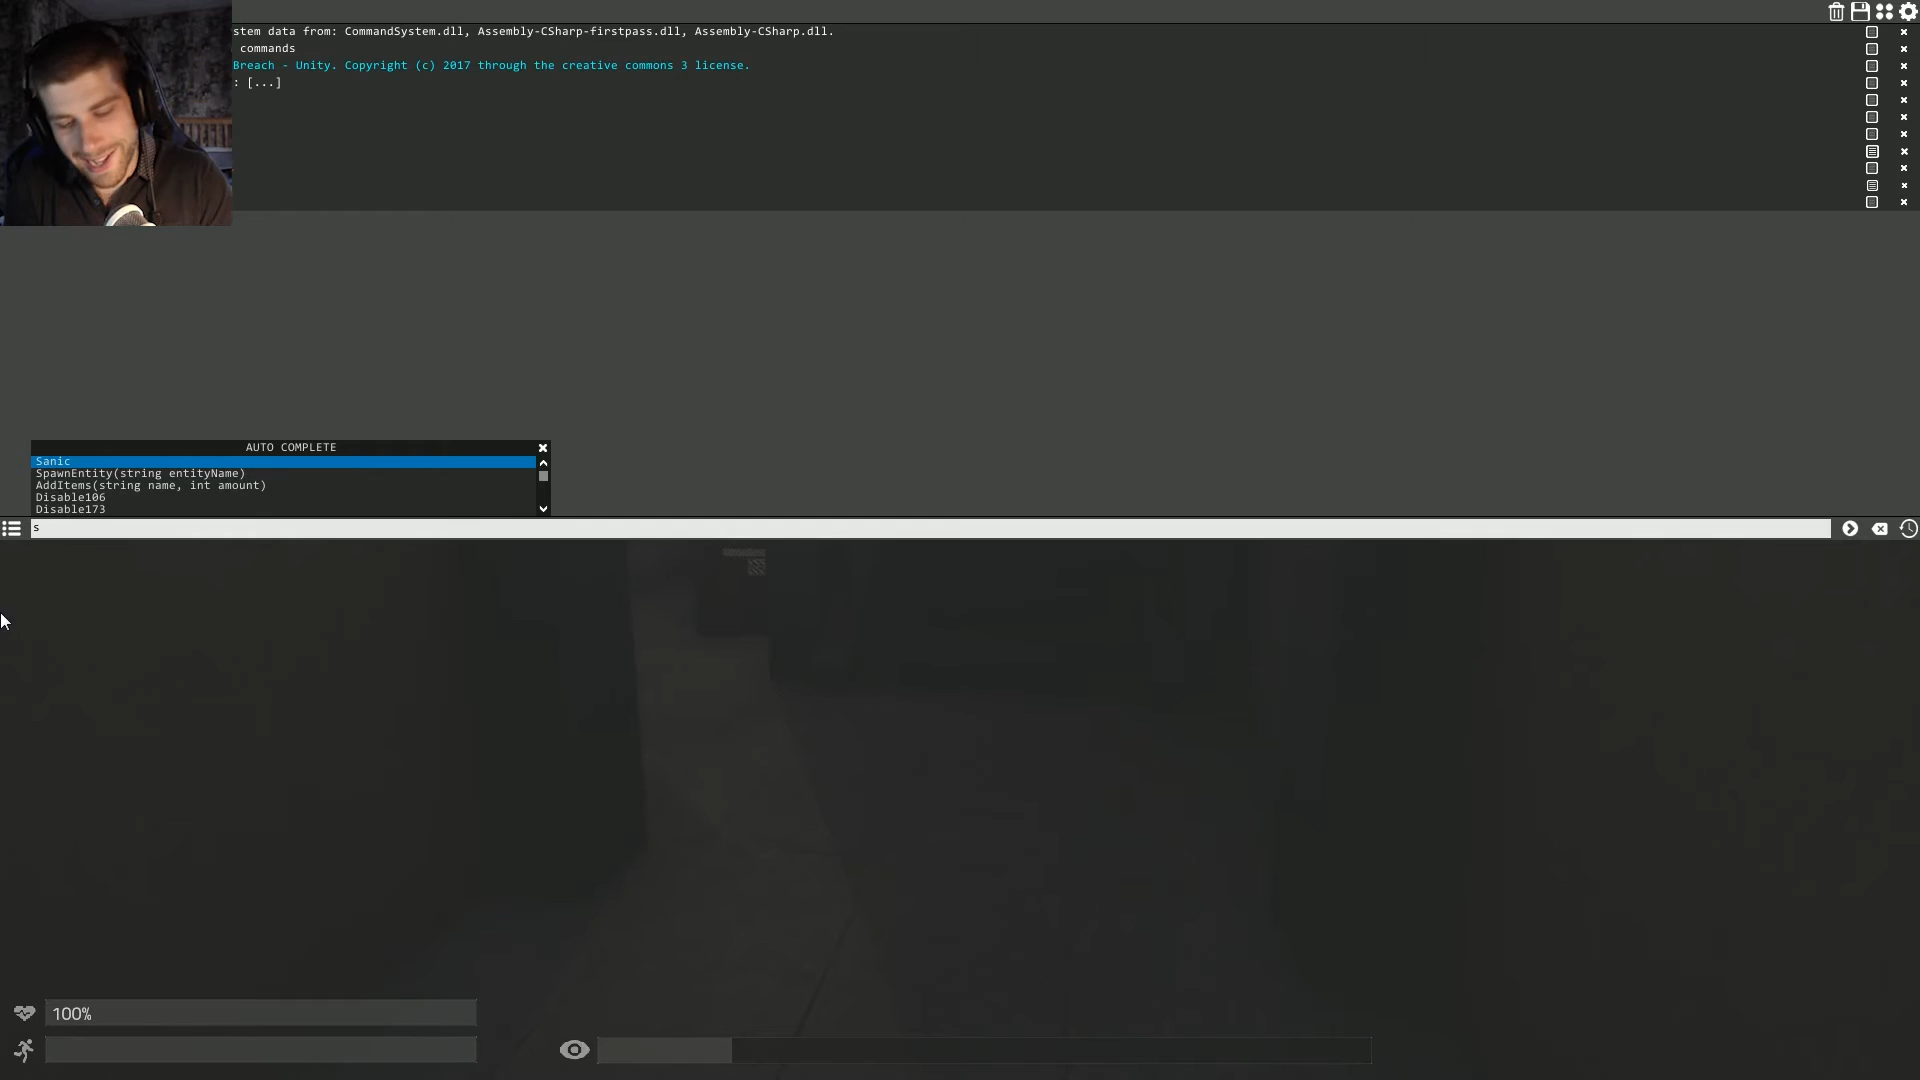 stem data from: CommandSystem.dll, Assembly-CSharp-firstpass.dll, Assembly-CSharp.dll.
commands
Breach - Unity. Copyright (c) 2017 through the creative commons 3 license.
: [...]
AUTO COMPLETE
Sanic
SpawnEntity(string entityName)
AddItems(string name, int amount)
Disable106
Disable173
s
100%